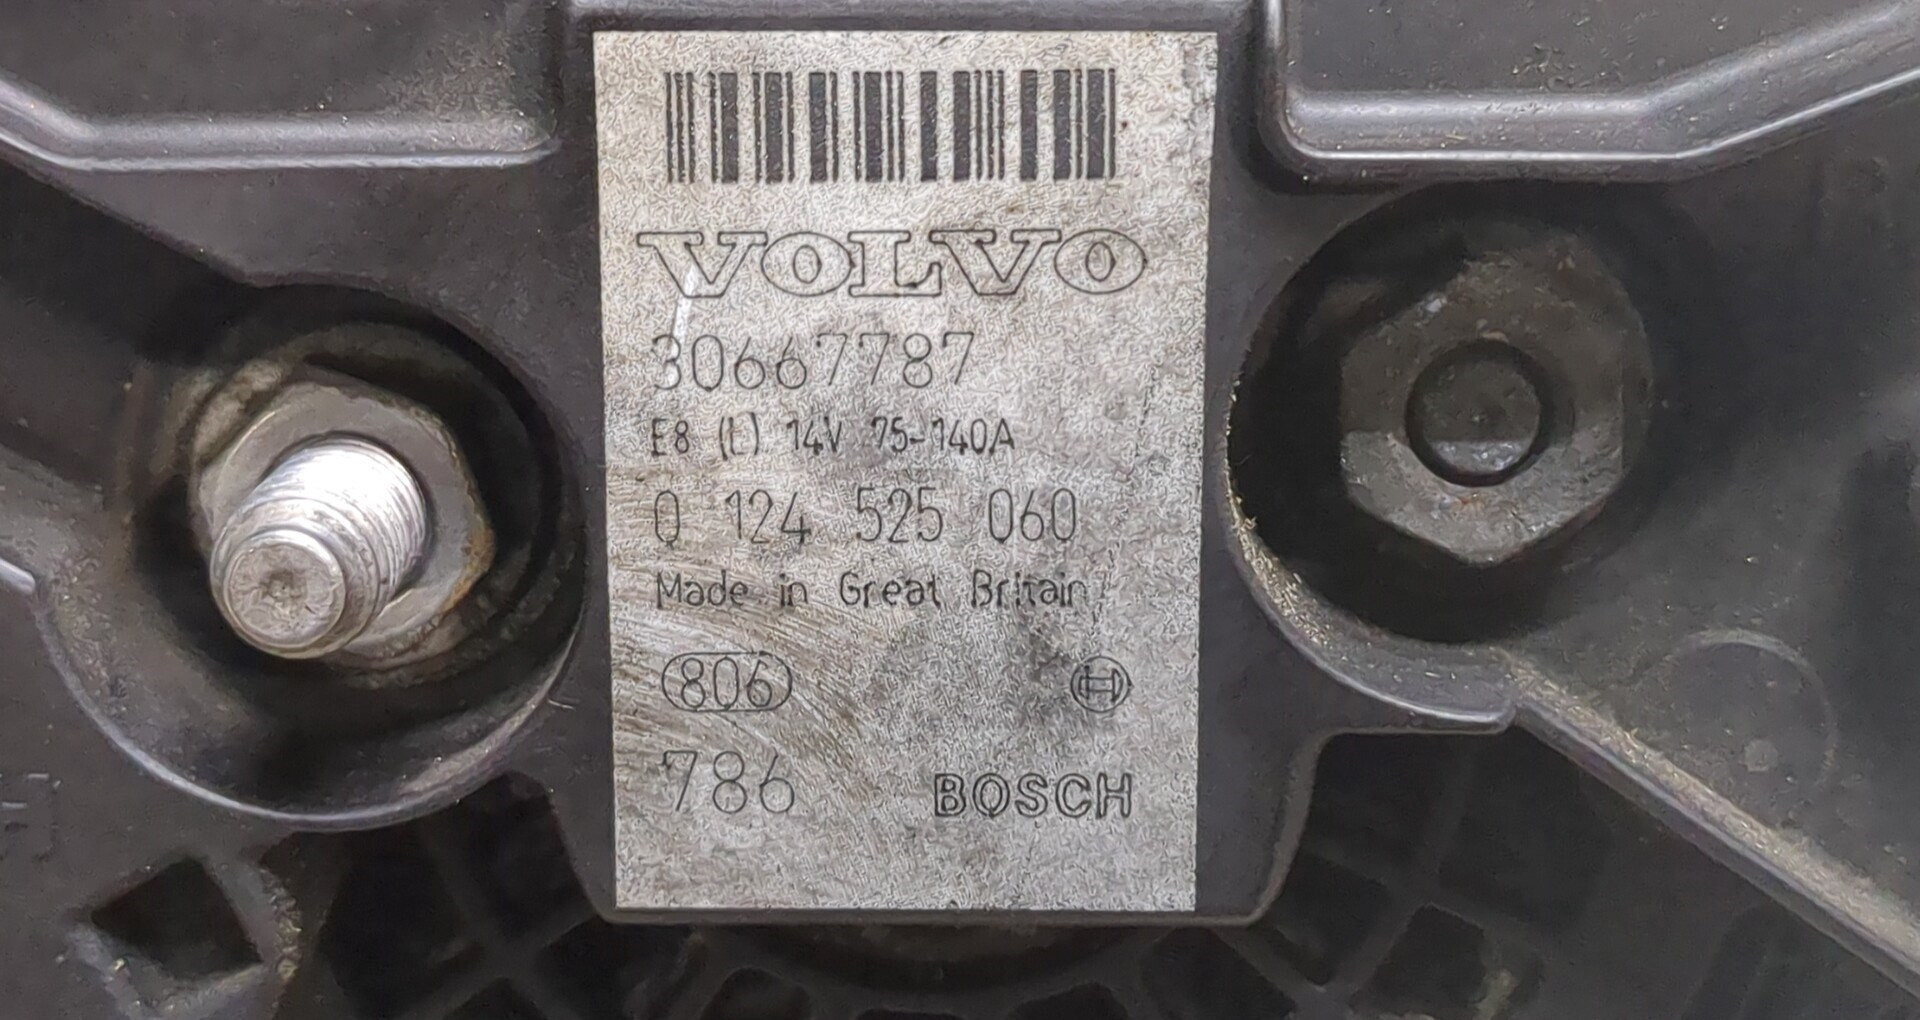 VOLVO
30667787
E8 (L) 14V 75-140A
0 124 525 060
Made in Great Britain
806
786 BOSCH